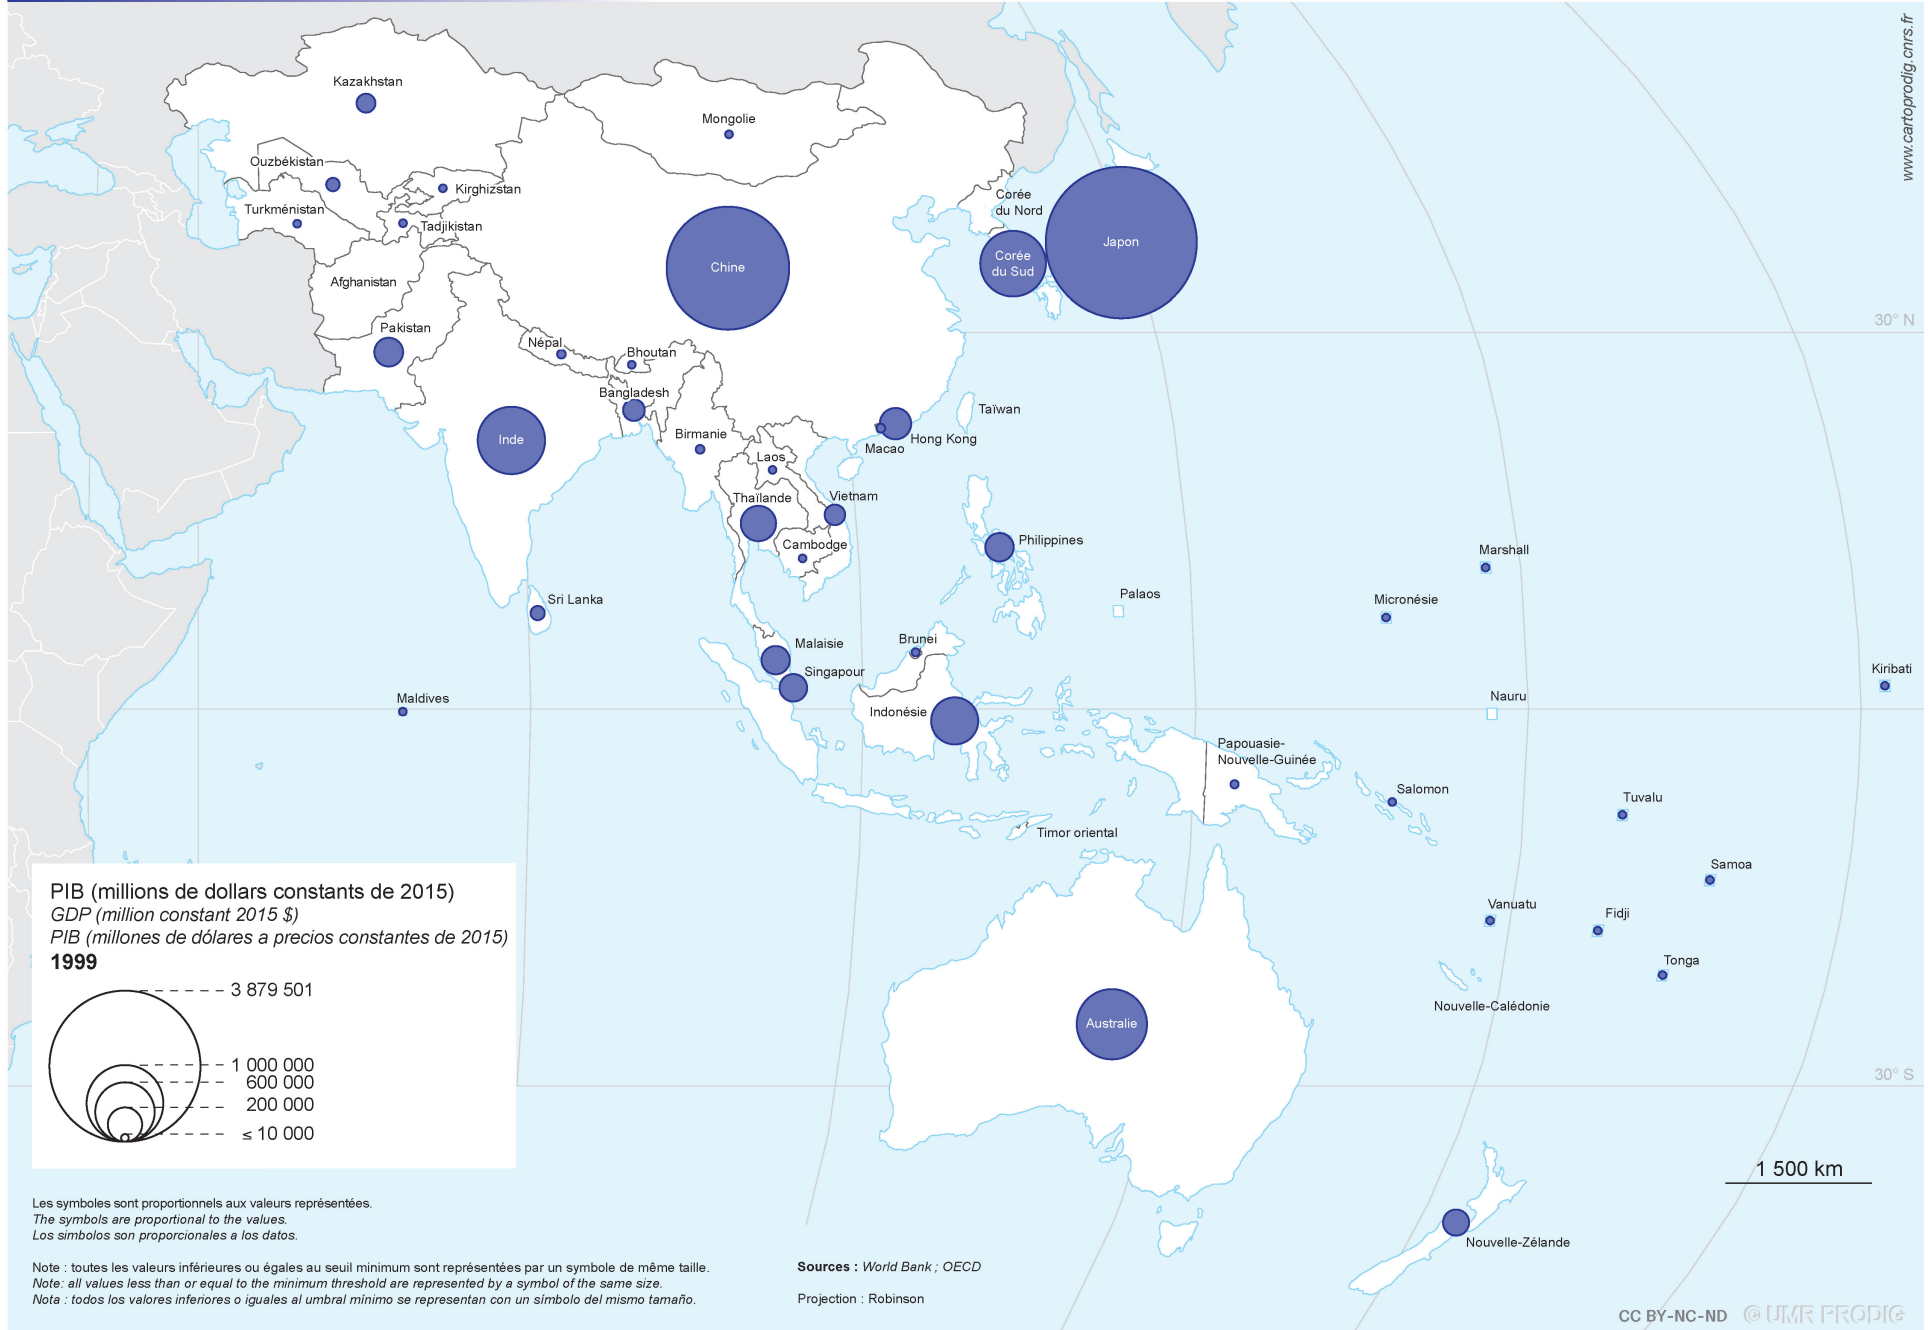 www.cartoprodig.cnrs.fr
Kazakhstan
Mongolie
Ouzbékistan
Kirghizstan
Turkménistan
Tadjikistan
Corée
du Nord
Japon
Corée
du Sud
Chine
Afghanistan
30° N
Pakistan
Népal
Bhoutan
Bangladesh
Taïwan
Inde
Birmanie
Hong Kong
Macao
Laos
Thaïlande
Vietnam
Philippines
Cambodge
Marshall
Palaos
Micronésie
Sri Lanka
Brunei
Malaisie
Singapour
Kiribati
Maldives
Nauru
Indonésie
Papouasie-
Nouvelle-Guinée
Salomon
Tuvalu
Timor oriental
Samoa
Vanuatu
Fidji
Tonga
Nouvelle-Calédonie
Australie
30° S
Nouvelle-Zélande
PIB (millions de dollars constants de 2015)
GDP (million constant 2015 $)
PIB (millones de dólares a precios constantes de 2015)
1999
3 879 501
1 000 000
600 000
200 000
≤ 10 000
1 500 km
Les symboles sont proportionnels aux valeurs représentées.
The symbols are proportional to the values.
Los simbolos son proporcionales a los datos.
Note : toutes les valeurs inférieures ou égales au seuil minimum sont représentées par un symbole de même taille.
Note: all values less than or equal to the minimum threshold are represented by a symbol of the same size.
Nota : todos los valores inferiores o iguales al umbral mínimo se representan con un símbolo del mismo tamaño.
Sources : World Bank ; OECD
Projection : Robinson
CC BY-NC-ND © UMR PRODIG